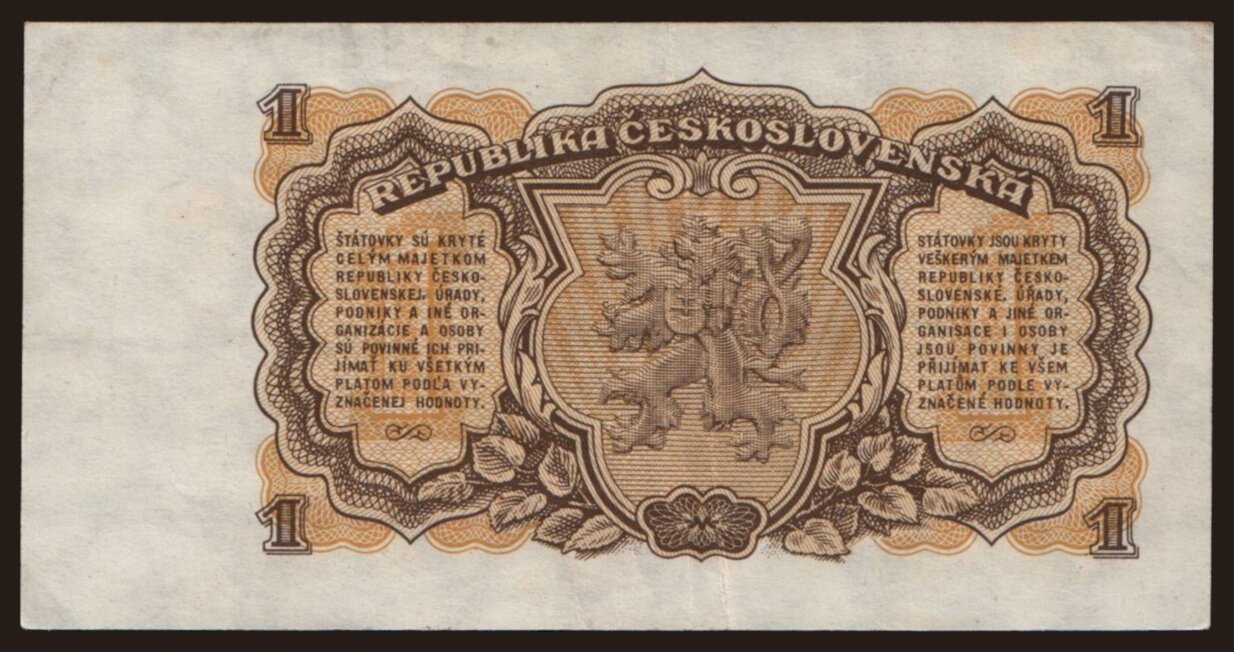 1
1
REPUBLIKA ČESKOSLOVENSKÁ
ŠTÁTOVKY SÚ KRYTÉ
CELÝM MAJETKOM
REPUBLIKY ČESKO-
SLOVENSKEJ. ÚRADY,
PODNIKY A INÉ OR-
GANIZÁCIE A OSOBY
SÚ POVINNÉ ICH PRI-
JÍMAŤ KU VŠETKÝM
PLATOM PODĽA VY-
ZNAČENEJ HODNOTY.
STÁTOVKY JSOU KRYTY
VEŠKERÝM MAJETKEM
REPUBLIKY ČESKO-
SLOVENSKÉ. ÚŘADY,
PODNIKY A JINÉ OR-
GANISACE I OSOBY
JSOU POVINNY JE
PŘIJÍMAT KE VŠEM
PLATŮM PODLE VY-
ZNAČENÉ HODNOTY.
1
1